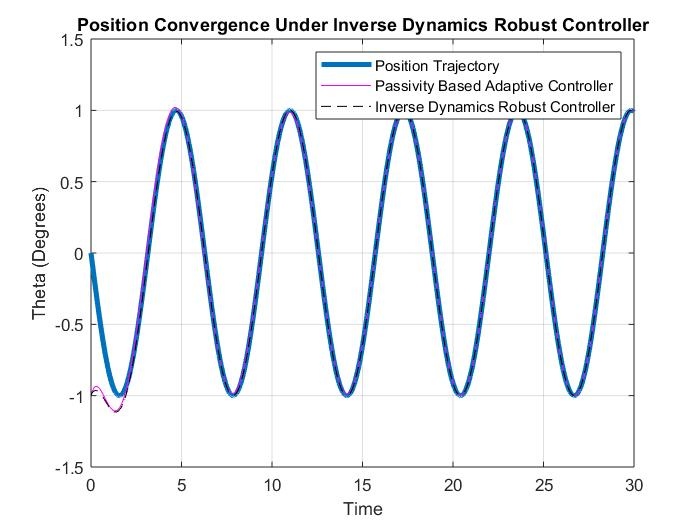 Position Convergence Under Inverse Dynamics Robust Controller
1.5
Position Trajectory
Passivity Based Adaptive Controller
Inverse Dynamics Robust Controller
1
0.5
0
-0.5
-1
-1.5
Theta (Degrees)
0 5 10 15 20 25 30
Time